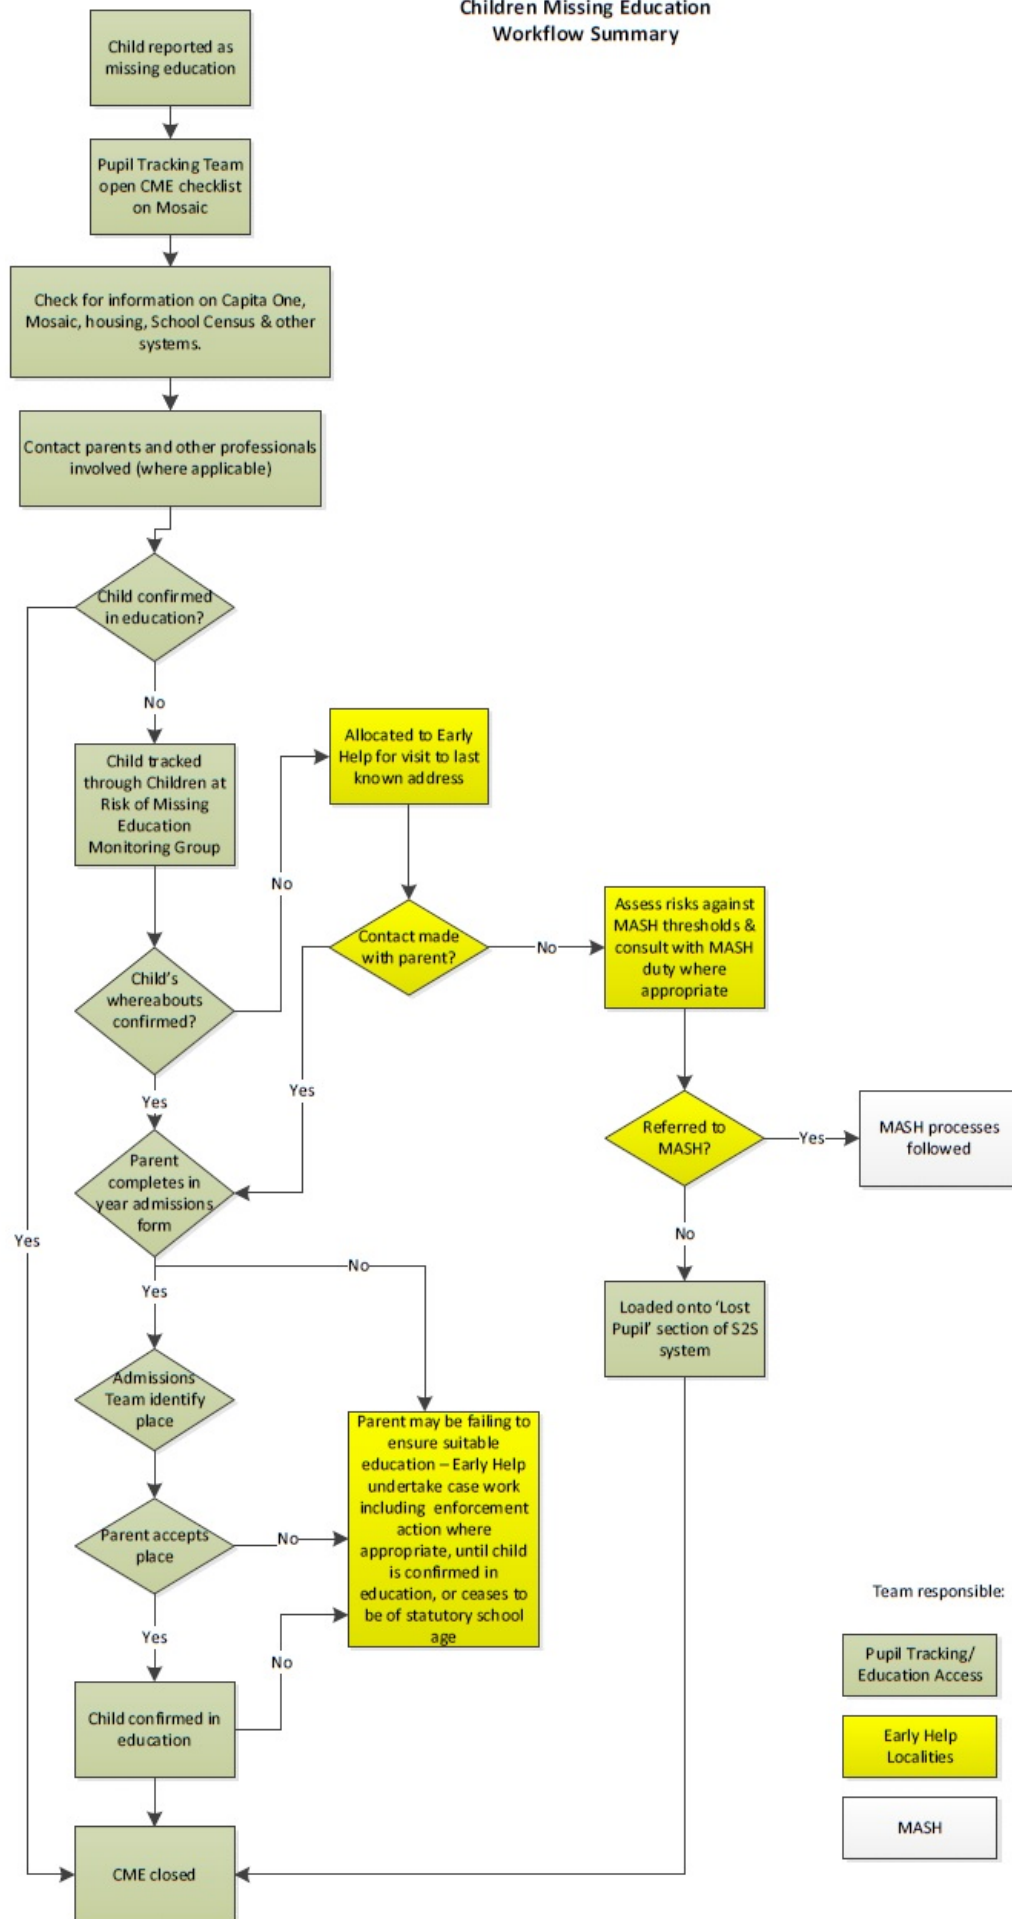 Children Missing Education
Workflow Summary
Child reported as
missing education
Pupil Tracking Team
open CME checklist
on Mosaic
Check for information on Capita One,
Mosaic, housing, School Census & other
systems.
Contact parents and other professionals
involved (where applicable)
Child confirmed
in education?
No
Yes
Child tracked
through Children at
Risk of Missing
Education
Monitoring Group
Child's
whereabouts
confirmed?
No
Allocated to Early
Help for visit to last
known address
Contact made
with parent?
No
Assess risks against
MASH thresholds &
consult with MASH
duty where
appropriate
Yes
Yes
Referred to
MASH?
Yes
MASH processes
followed
No
Loaded onto ‘Lost
Pupil’ section of S2S
system
Parent
completes in
year admissions
form
No
Yes
Admissions
Team identify
place
Parent accepts
place
No
Yes
Parent may be failing to
ensure suitable
education – Early Help
undertake case work
including enforcement
action where
appropriate, until child
is confirmed in
education, or ceases to
be of statutory school
age
Child confirmed in
education
No
CME closed
Team responsible:
Pupil Tracking/
Education Access
Early Help
Localities
MASH